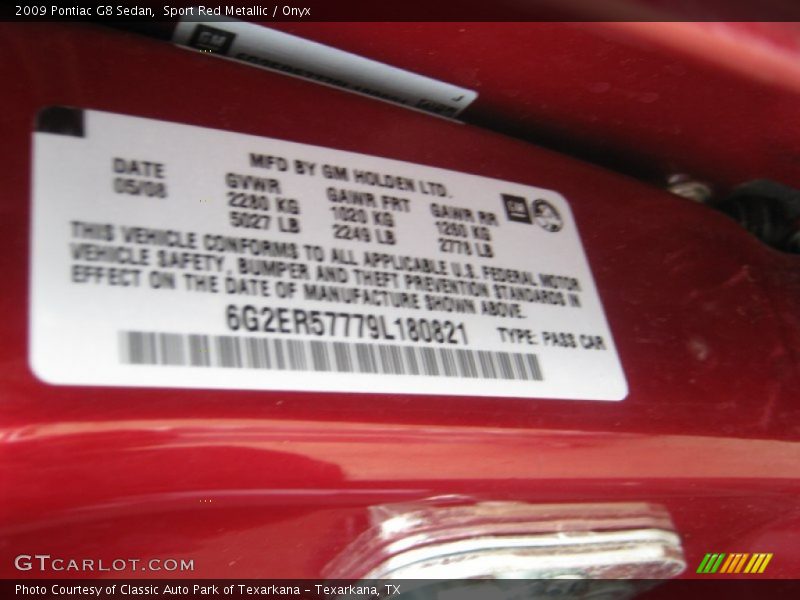 2009 Pontiac G8 Sedan, Sport Red Metallic / Onyx
GM
MFD BY GM HOLDEN LTD.
DATE GVWR GAWR FRT GAWR RR
05/08 2280 KG 1020 KG 1260 KG
5027 LB 2249 LB 2778 LB
GM
THIS VEHICLE CONFORMS TO ALL APPLICABLE U.S. FEDERAL MOTOR
VEHICLE SAFETY, BUMPER AND THEFT PREVENTION STANDARDS IN
EFFECT ON THE DATE OF MANUFACTURE SHOWN ABOVE.
6G2ER57779L180821 TYPE: PASS CAR
GTCARLOT.COM
Photo Courtesy of Classic Auto Park of Texarkana - Texarkana, TX